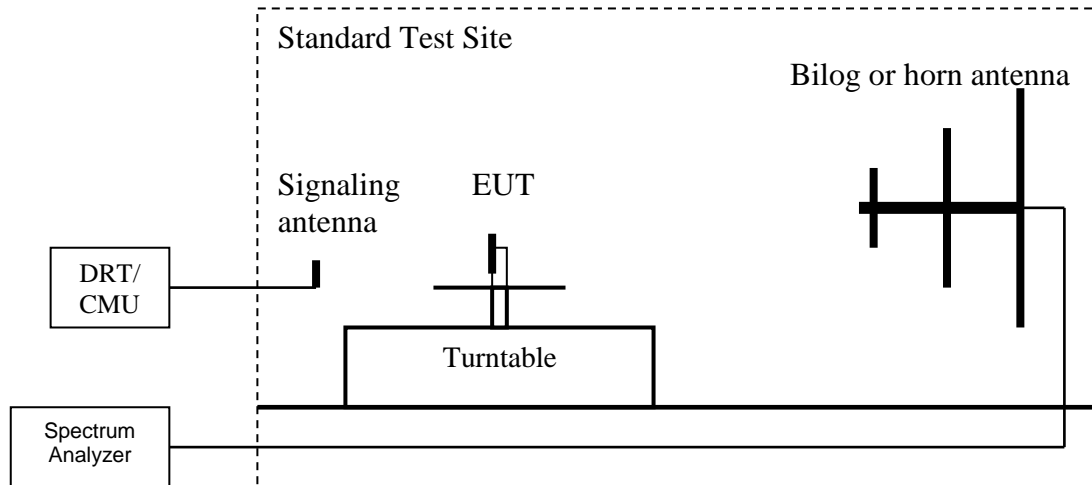 Standard Test Site
Bilog or horn antenna
Signaling
antenna
EUT
DRT/
CMU
Turntable
Spectrum
Analyzer